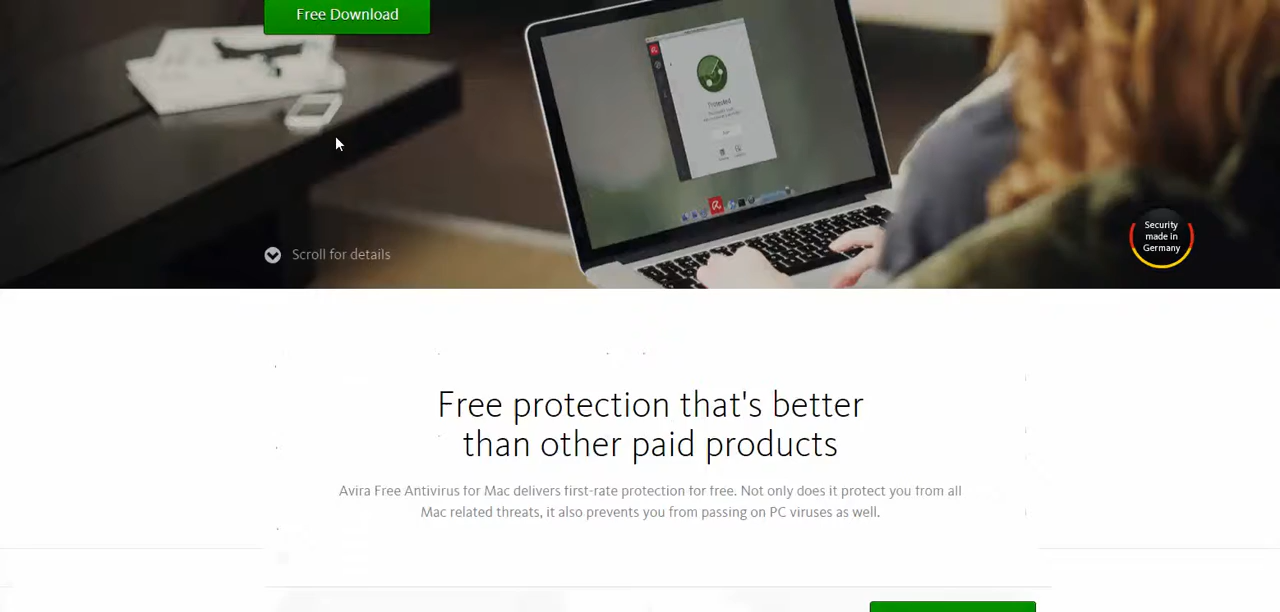 Free Download
Protected
Scroll for details
Security
made in
Germany
Free protection that's better
than other paid products
Avira Free Antivirus for Mac delivers first-rate protection for free. Not only does it protect you from all
Mac related threats, it also prevents you from passing on PC viruses as well.